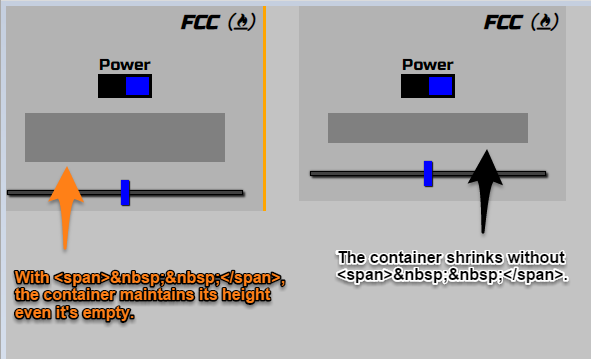 FCC (🔥)
FCC (🔥)
Power
Power
With <span>&nbsp;&nbsp;</span>,
the container maintains its height
even it's empty.
The container shrinks without
<span>&nbsp;&nbsp;</span>.